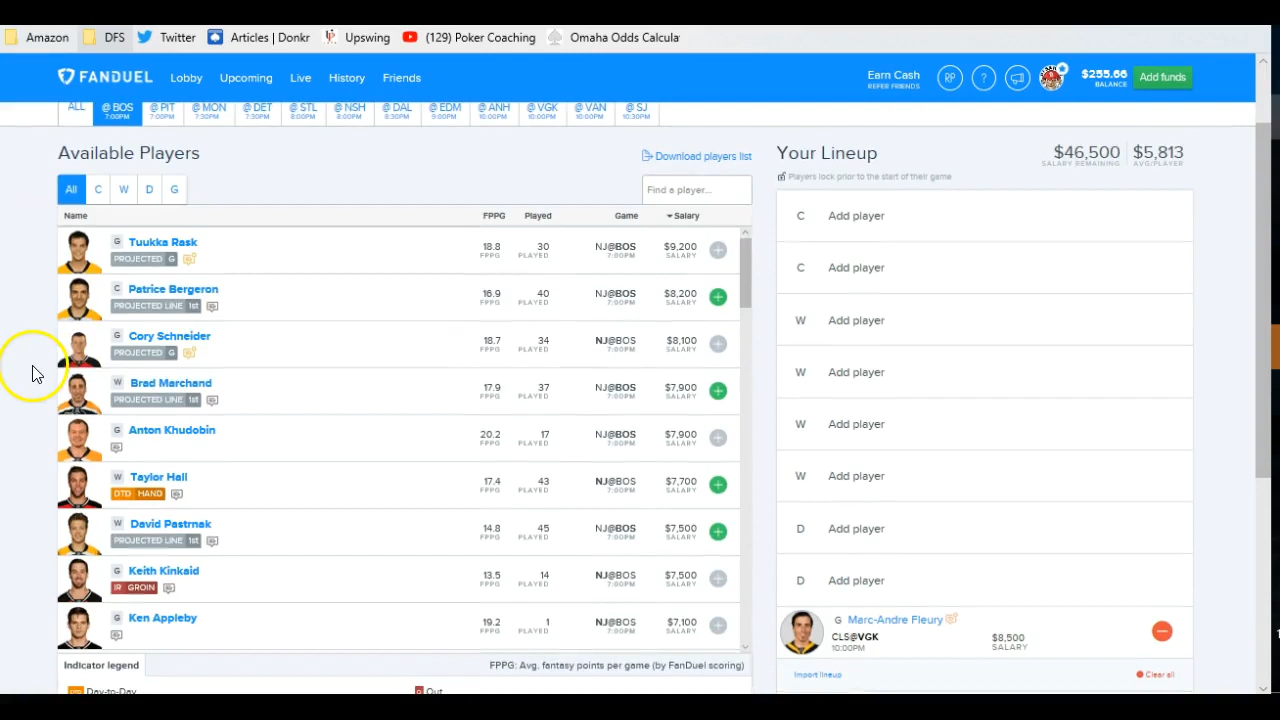 Amazon DFS Twitter Articles | Donkr Upswing (129) Poker Coaching Omaha Odds Calcula
FANDUEL Lobby Upcoming Live History Friends Earn Cash REFER FRIENDS RP ? $255.66 BALANCE Add funds
ALL @ BOS @ PIT @ MON @ DET @ STL @ NSH @ DAL @ EDM @ ANH @ VGK @ VAN @ SJ
7:00PM 7:00PM 7:30PM 7:30PM 8:00PM 8:00PM 8:30PM 9:00PM 10:00PM 10:00PM 10:00PM 10:30PM
Available Players
Download players list
All C W D G
Find a player...
Name FPPG Played Game Salary
G Tuukka Rask 18.8 30 NJ@BOS $9,200
PROJECTED G FPPG PLAYED 7:00PM SALARY
C Patrice Bergeron 16.9 40 NJ@BOS $8,200
PROJECTED LINE 1st FPPG PLAYED 7:00PM SALARY
G Cory Schneider 18.7 34 NJ@BOS $8,100
PROJECTED G FPPG PLAYED 7:00PM SALARY
W Brad Marchand 17.9 37 NJ@BOS $7,900
PROJECTED LINE 1st FPPG PLAYED 7:00PM SALARY
G Anton Khudobin 20.2 17 NJ@BOS $7,900
FPPG PLAYED 7:00PM SALARY
W Taylor Hall 17.4 43 NJ@BOS $7,700
DTD HAND FPPG PLAYED 7:00PM SALARY
W David Pastrnak 14.8 45 NJ@BOS $7,500
PROJECTED LINE 1st FPPG PLAYED 7:00PM SALARY
G Keith Kinkaid 13.5 14 NJ@BOS $7,500
IR GROIN FPPG PLAYED 7:00PM SALARY
G Ken Appleby 19.2 1 NJ@BOS $7,100
FPPG PLAYED 7:00PM SALARY
Indicator legend FPPG: Avg. fantasy points per game (by FanDuel scoring)
Day-to-Day Out
Your Lineup $46,500 $5,813
SALARY REMAINING AVG/PLAYER
Players lock prior to the start of their game
C Add player
C Add player
W Add player
W Add player
W Add player
W Add player
D Add player
D Add player
G Marc-Andre Fleury
CLS@VGK $8,500
10:00PM SALARY
Import lineup Clear all